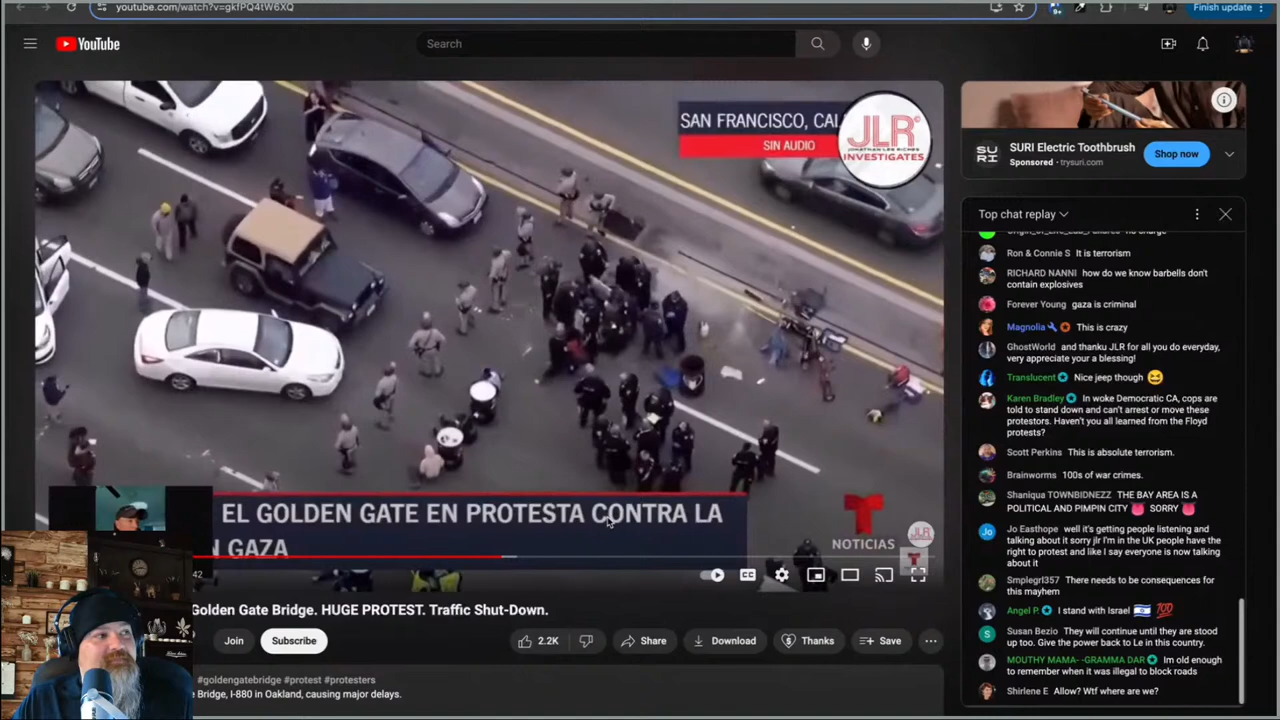 youtube.com/watch?v=gkfPQ4tW6XQ
Finish update
YouTube
Search
SAN FRANCISCO, CAL
SIN AUDIO
JLR
JONATHAN LEE RICHES
INVESTIGATES
EL GOLDEN GATE EN PROTESTA CONTRA LA
N GAZA
NOTICIAS
JLR
42
CC
Golden Gate Bridge. HUGE PROTEST. Traffic Shut-Down.
Join
Subscribe
2.2K
Share
Download
Thanks
Save
#goldengatebridge #protest #protesters
e Bridge, I-880 in Oakland, causing major delays.
SURI
SURI Electric Toothbrush
Sponsored · trysuri.com
Shop now
Top chat replay
Ron & Connie S It is terrorism
RICHARD NANNI how do we know barbells don't
contain explosives
Forever Young gaza is criminal
Magnolia This is crazy
GhostWorld and thanku JLR for all you do everyday,
very appreciate your a blessing!
Translucent Nice jeep though 😆
Karen Bradley In woke Democratic CA, cops are
told to stand down and can't arrest or move these
protestors. Haven't you all learned from the Floyd
protests?
Scott Perkins This is absolute terrorism.
Brainworms 100s of war crimes.
Shaniqua TOWNBIDNEZZ THE BAY AREA IS A
POLITICAL AND PIMPIN CITY 👅 SORRY 👅
Jo
Jo Easthope well it's getting people listening and
talking about it sorry jlr I'm in the UK people have the
right to protest and like I say everyone is now talking
about it
Smplegrl357 There needs to be consequences for
this mayhem
Angel P. I stand with Israel 🇮🇱 💯
S
Susan Bezio They will continue until they are stood
up too. Give the power back to Le in this country.
MOUTHY MAMA- -GRAMMA DAR Im old enough
to remember when it was illegal to block roads
Shirlene E Allow? Wtf where are we?